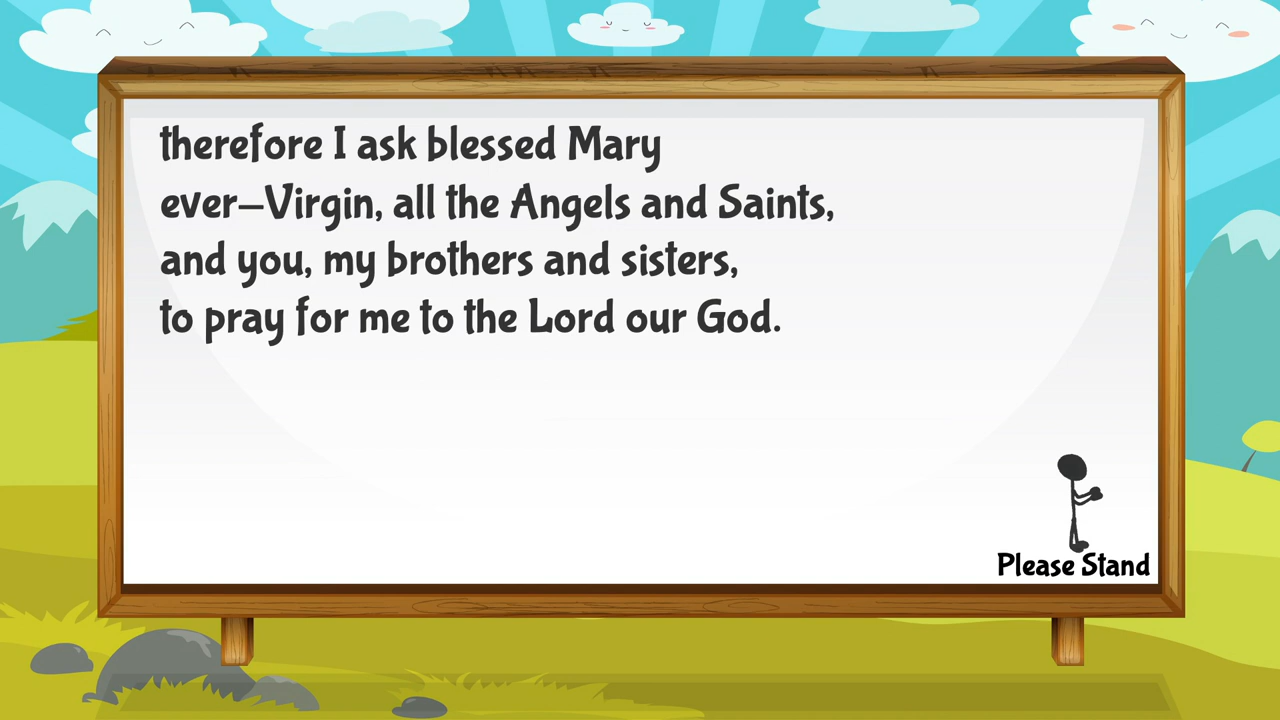 therefore I ask blessed Mary
ever–Virgin, all the Angels and Saints,
and you, my brothers and sisters,
to pray for me to the Lord our God.
Please Stand